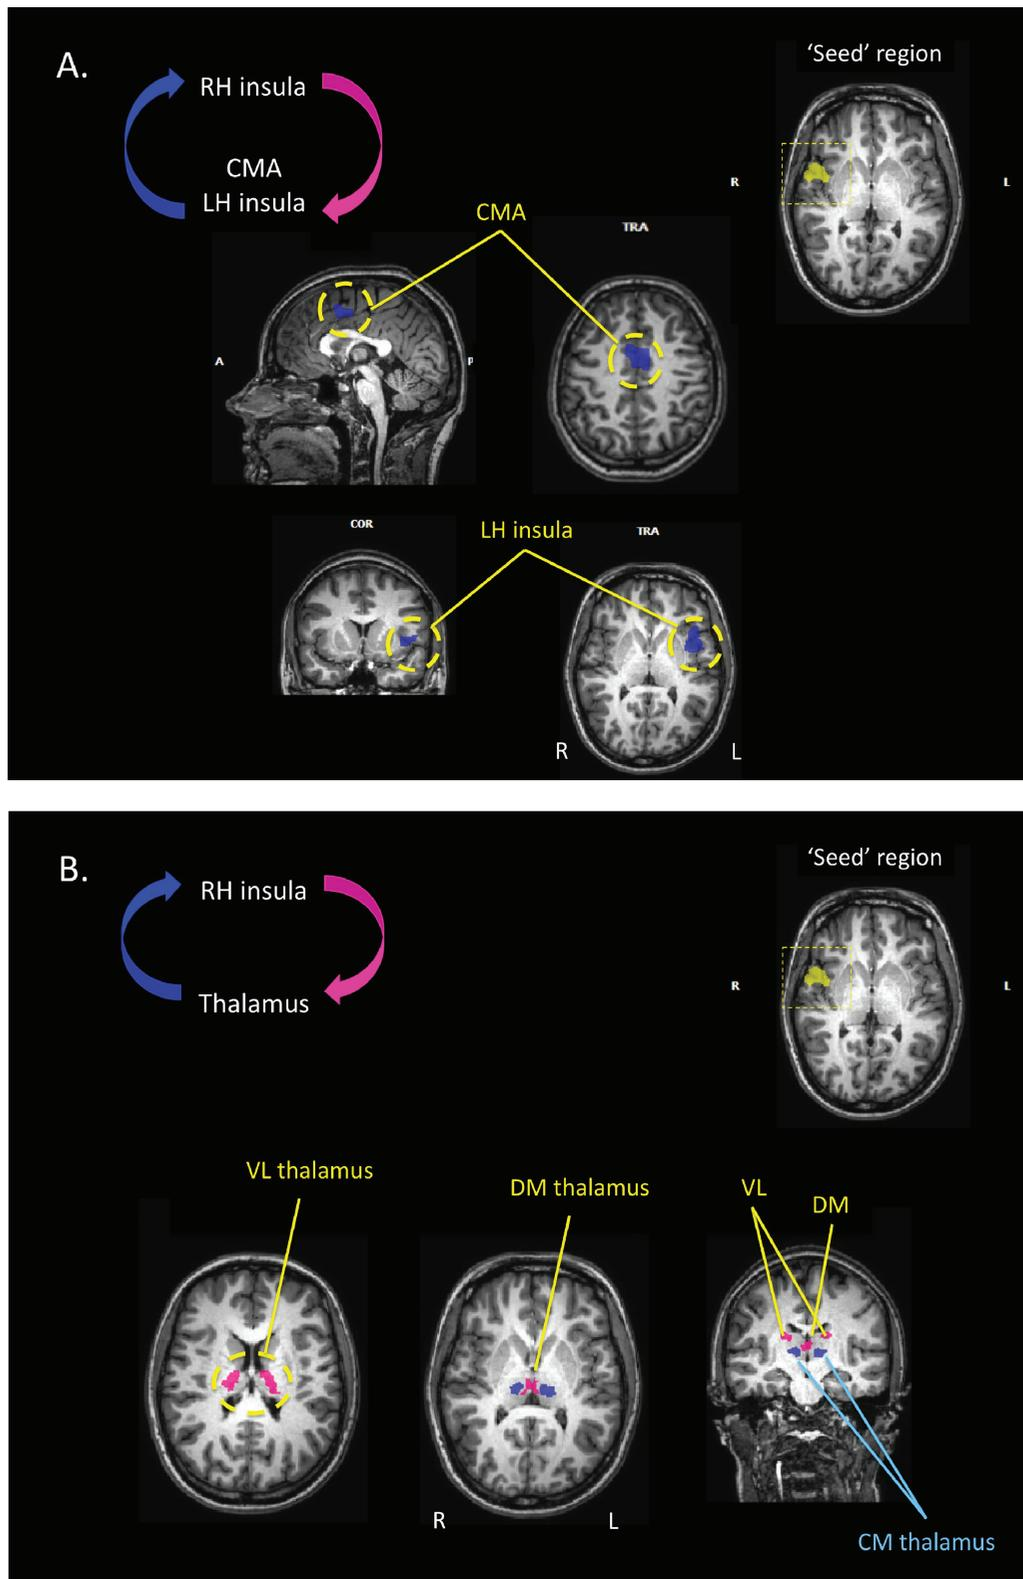 A.
RH insula
CMA
LH insula
'Seed' region
R
L
CMA
TRA
A
P
COR
LH insula
TRA
R
L
B.
RH insula
Thalamus
'Seed' region
R
L
VL thalamus
DM thalamus
VL
DM
R
L
CM thalamus